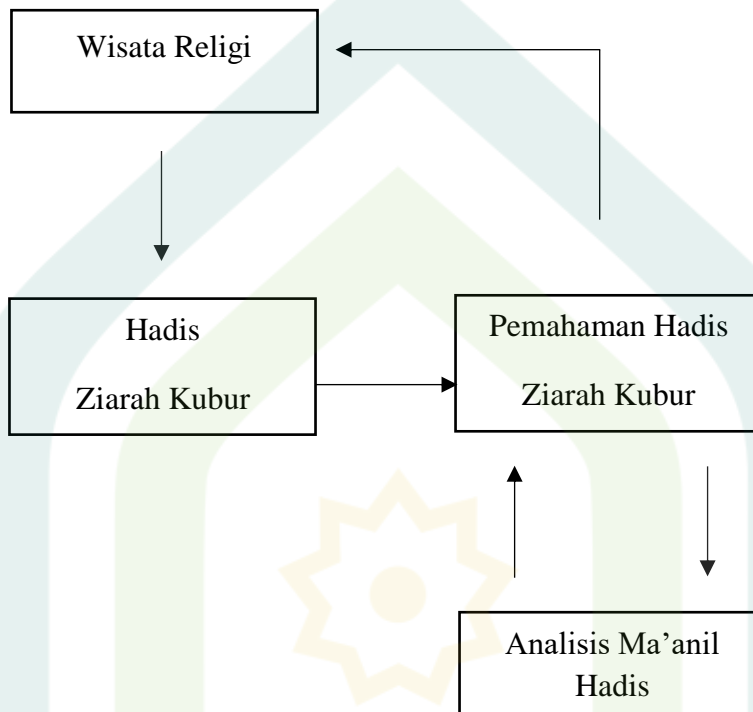 Wisata Religi
Hadis
Ziarah Kubur
Pemahaman Hadis
Ziarah Kubur
Analisis Ma’anil
Hadis